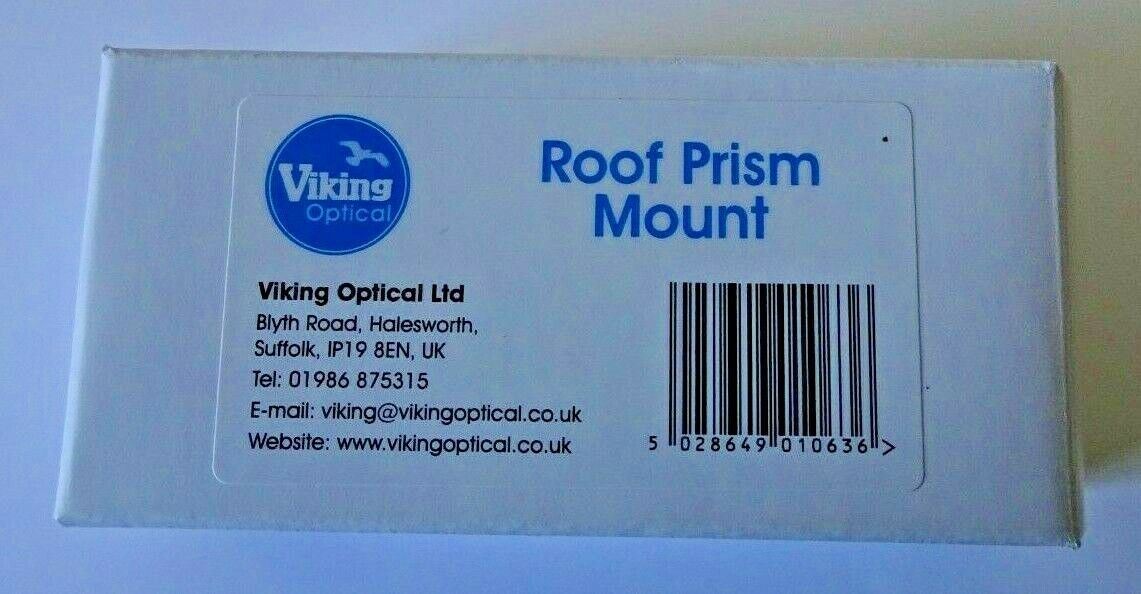 Viking
Optical
Roof Prism
Mount
Viking Optical Ltd
Blyth Road, Halesworth,
Suffolk, IP19 8EN, UK
Tel: 01986 875315
E-mail: viking@vikingoptical.co.uk
Website: www.vikingoptical.co.uk
5 028649 010636 >